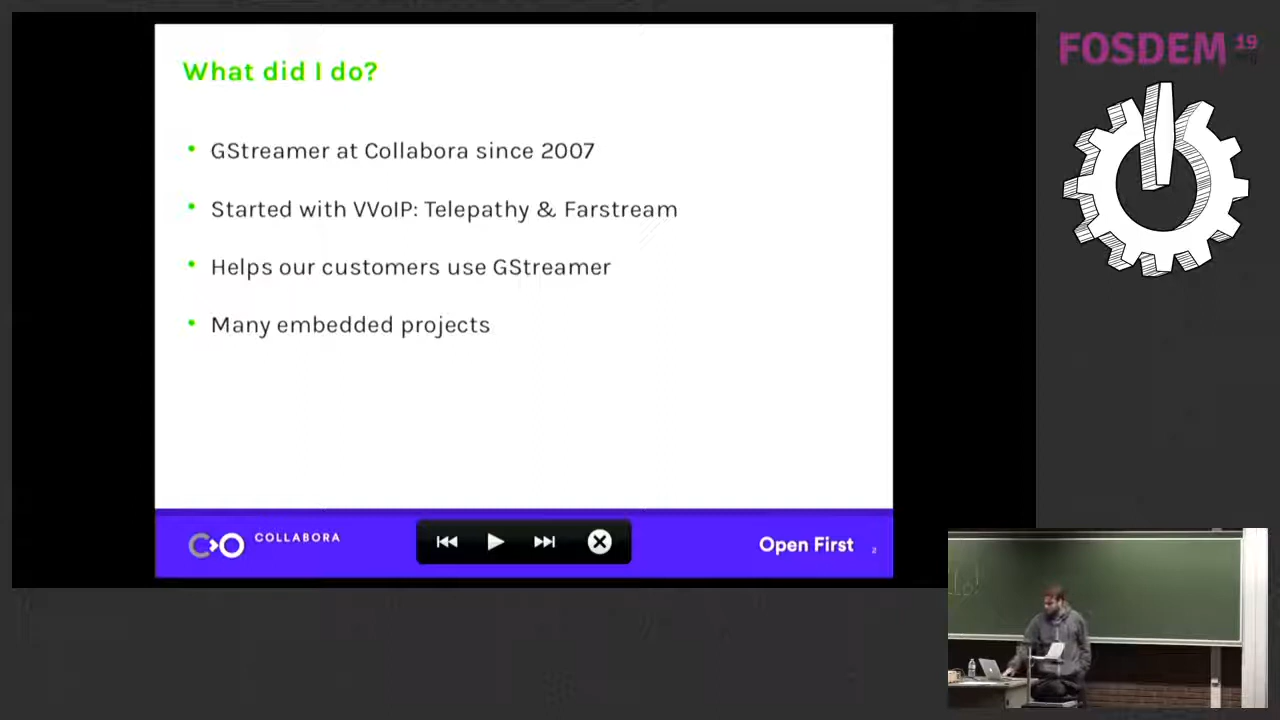 What did I do?
• GStreamer at Collabora since 2007
• Started with VVoIP: Telepathy & Farstream
• Helps our customers use GStreamer
• Many embedded projects
COLLABORA
Open First
2
FOSDEM 19